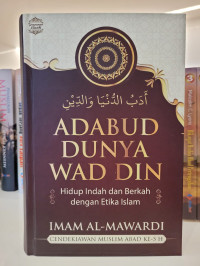 أَدَبُ الدُّنْيَا وَالدِّيْنِ
ADABUD
DUNYA
WAD DIN
Hidup Indah dan Berkah
dengan Etika Islam
IMAM AL-MAWARDI
CENDEKIAWAN MUSLIM ABAD KE-5 H
3